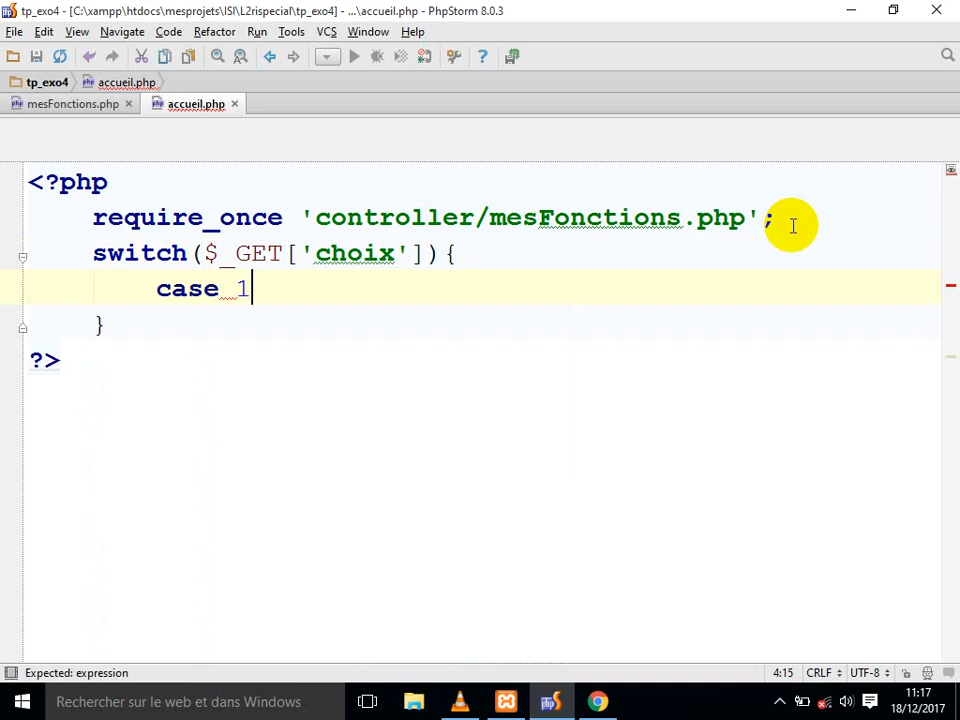 tp_exo4 - [C:\xampp\htdocs\mesprojets\ISI\L2rispecial\tp_exo4] - ...\accueil.php - PhpStorm 8.0.3
File Edit View Navigate Code Refactor Run Tools VCS Window Help
tp_exo4 accueil.php
mesFonctions.php accueil.php
<?php
require_once 'controller/mesFonctions.php';
switch($_GET['choix']){
case 1
}
?>
Expected: expression 4:15 CRLF UTF-8
Rechercher sur le web et dans Windows
11:17
18/12/2017